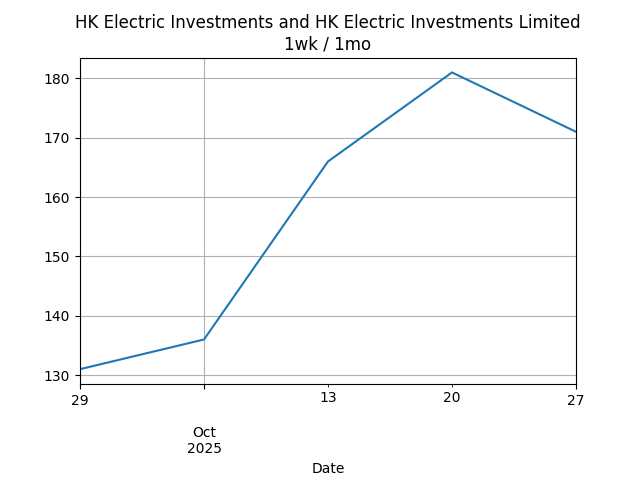 HK Electric Investments and HK Electric Investments Limited
1wk / 1mo
180
170
160
150
140
130
29
13
20
27
Oct
2025
Date